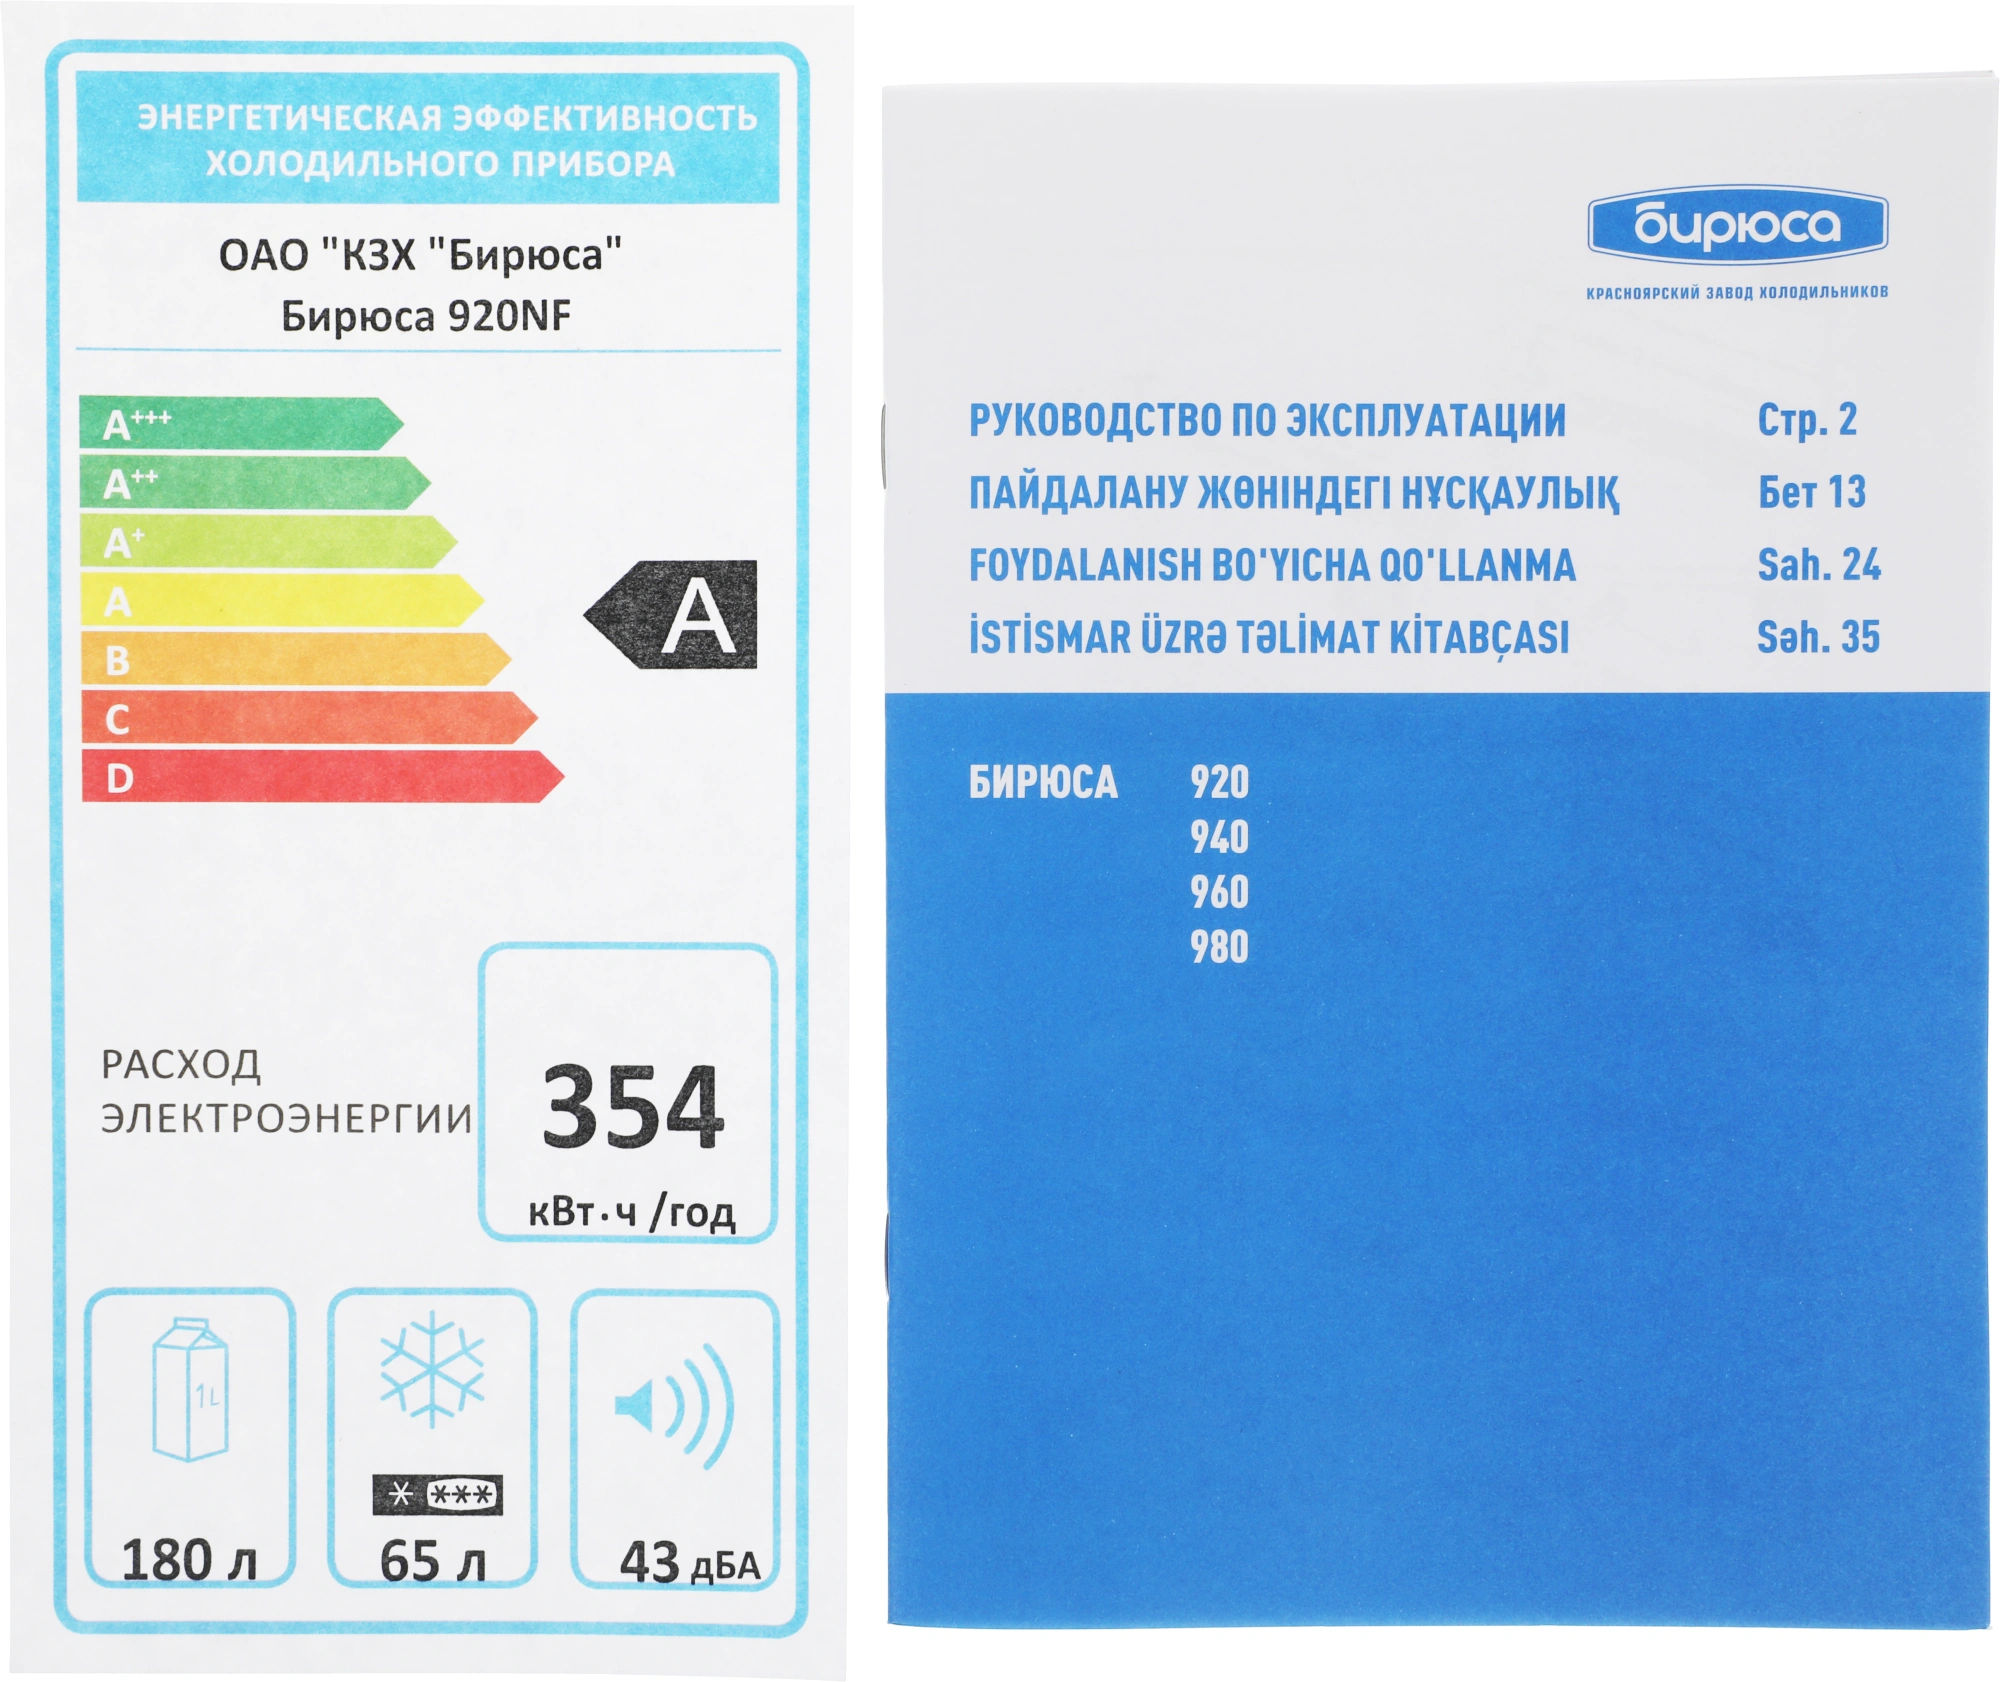 ЭНЕРГЕТИЧЕСКАЯ ЭФФЕКТИВНОСТЬ
ХОЛОДИЛЬНОГО ПРИБОРА
ОАО "КЗХ "Бирюса"
Бирюса 920NF
A+++
A++
A+
A
B
C
D
A
РАСХОД
ЭЛЕКТРОЭНЕРГИИ
354
кВт·ч /год
1L
180 л
65 л
43 дБА
бирюса
КРАСНОЯРСКИЙ ЗАВОД ХОЛОДИЛЬНИКОВ
РУКОВОДСТВО ПО ЭКСПЛУАТАЦИИ Стр. 2
ПАЙДАЛАНУ ЖӨНІНДЕГІ НҰСҚАУЛЫҚ Бет 13
FOYDALANISH BO'YICHA QO'LLANMA Sah. 24
İSTİSMAR ÜZRƏ TƏLİMAT KİTABÇASI Səh. 35
БИРЮСА 920
940
960
980